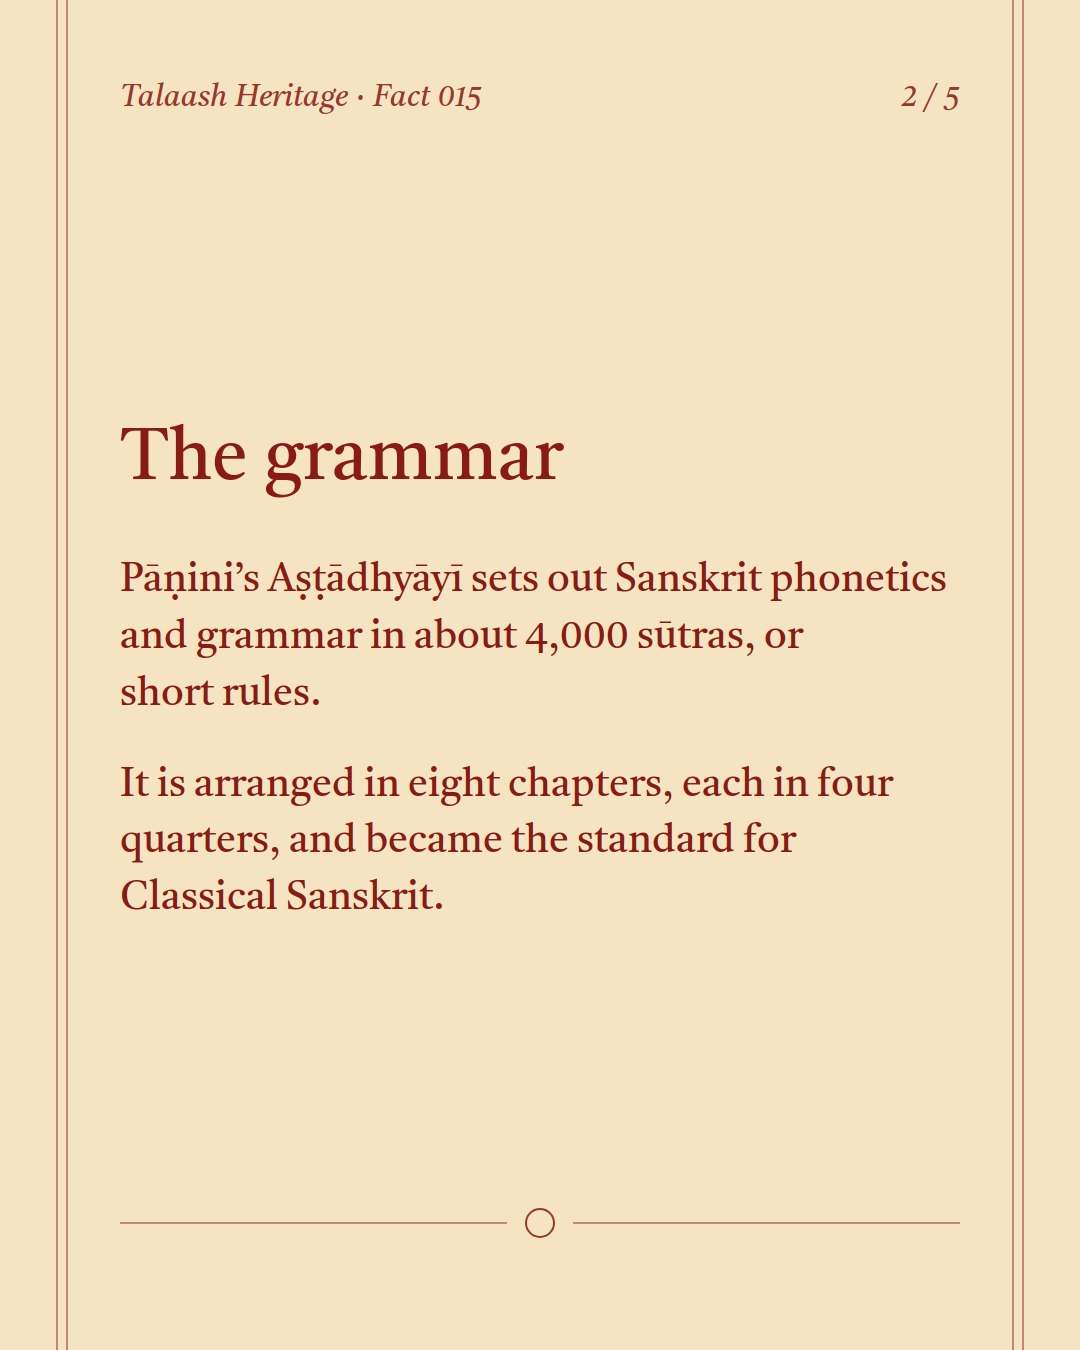 Talaash Heritage · Fact 015
2 / 5
The grammar
Pāṇini’s Aṣṭādhyāyī sets out Sanskrit phonetics
and grammar in about 4,000 sūtras, or
short rules.
It is arranged in eight chapters, each in four
quarters, and became the standard for
Classical Sanskrit.